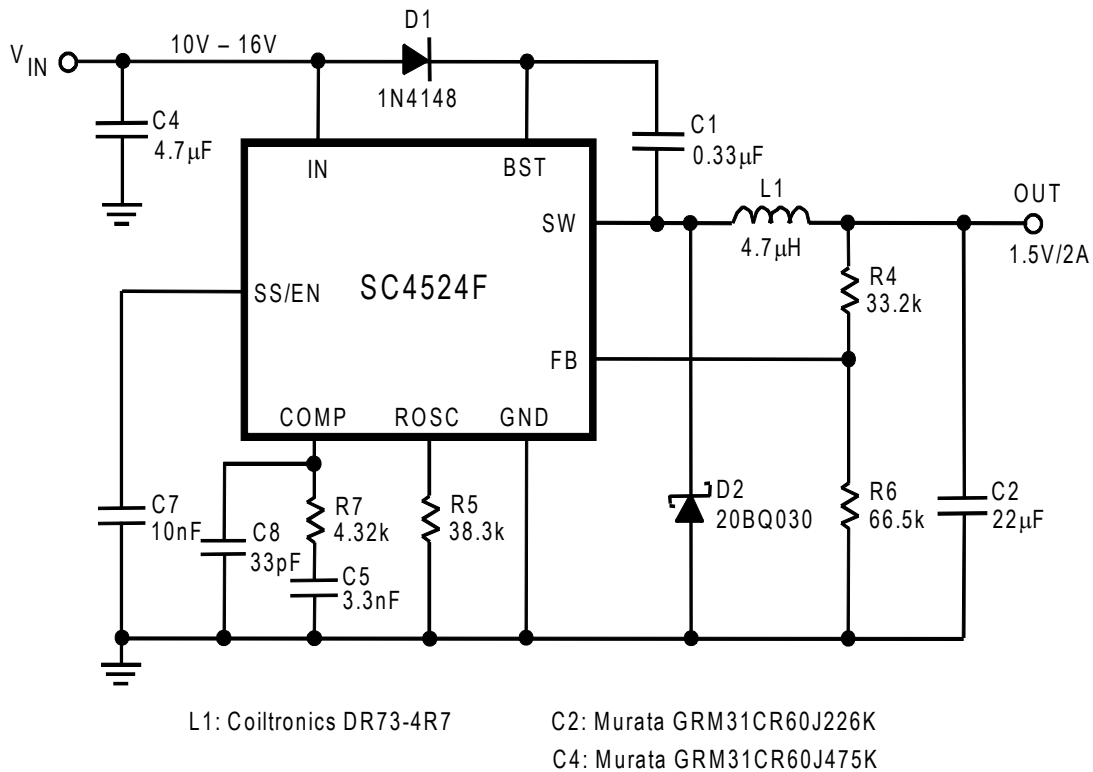 D1
V IN
10V – 16V
1N4148
C4
4.7µF
C1
0.33µF
IN
BST
L1
OUT
SW
4.7µH
1.5V/2A
SS/EN
SC4524F
R4
33.2k
FB
COMP
ROSC
GND
C7
10nF
C8
33pF
R7
4.32k
R5
38.3k
D2
20BQ030
R6
66.5k
C2
22µF
C5
3.3nF
L1: Coiltronics DR73-4R7
C2: Murata GRM31CR60J226K
C4: Murata GRM31CR60J475K